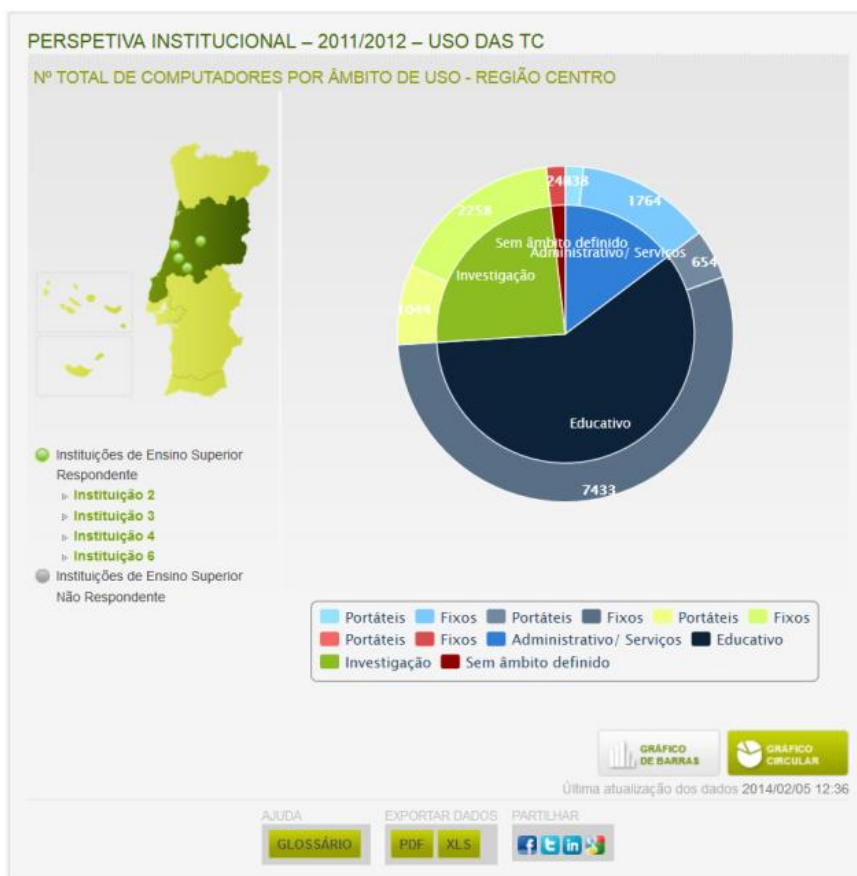 PERSPETIVA INSTITUCIONAL – 2011/2012 – USO DAS TC
Nº TOTAL DE COMPUTADORES POR ÂMBITO DE USO - REGIÃO CENTRO
1764
2258
654
Sem âmbito definido
Administrativo/ Serviços
Investigação
Educativo
7433
Instituições de Ensino Superior
Respondente
Instituição 2
Instituição 3
Instituição 4
Instituição 6
Instituições de Ensino Superior
Não Respondente
Portáteis Fixos Portáteis Fixos Portáteis Fixos
Portáteis Fixos Administrativo/ Serviços Educativo
Investigação Sem âmbito definido
GRÁFICO
DE BARRAS
GRÁFICO
CIRCULAR
Última atualização dos dados 2014/02/05 12:36
AJUDA
EXPORTAR DADOS
PARTILHAR
GLOSSÁRIO
PDF
XLS